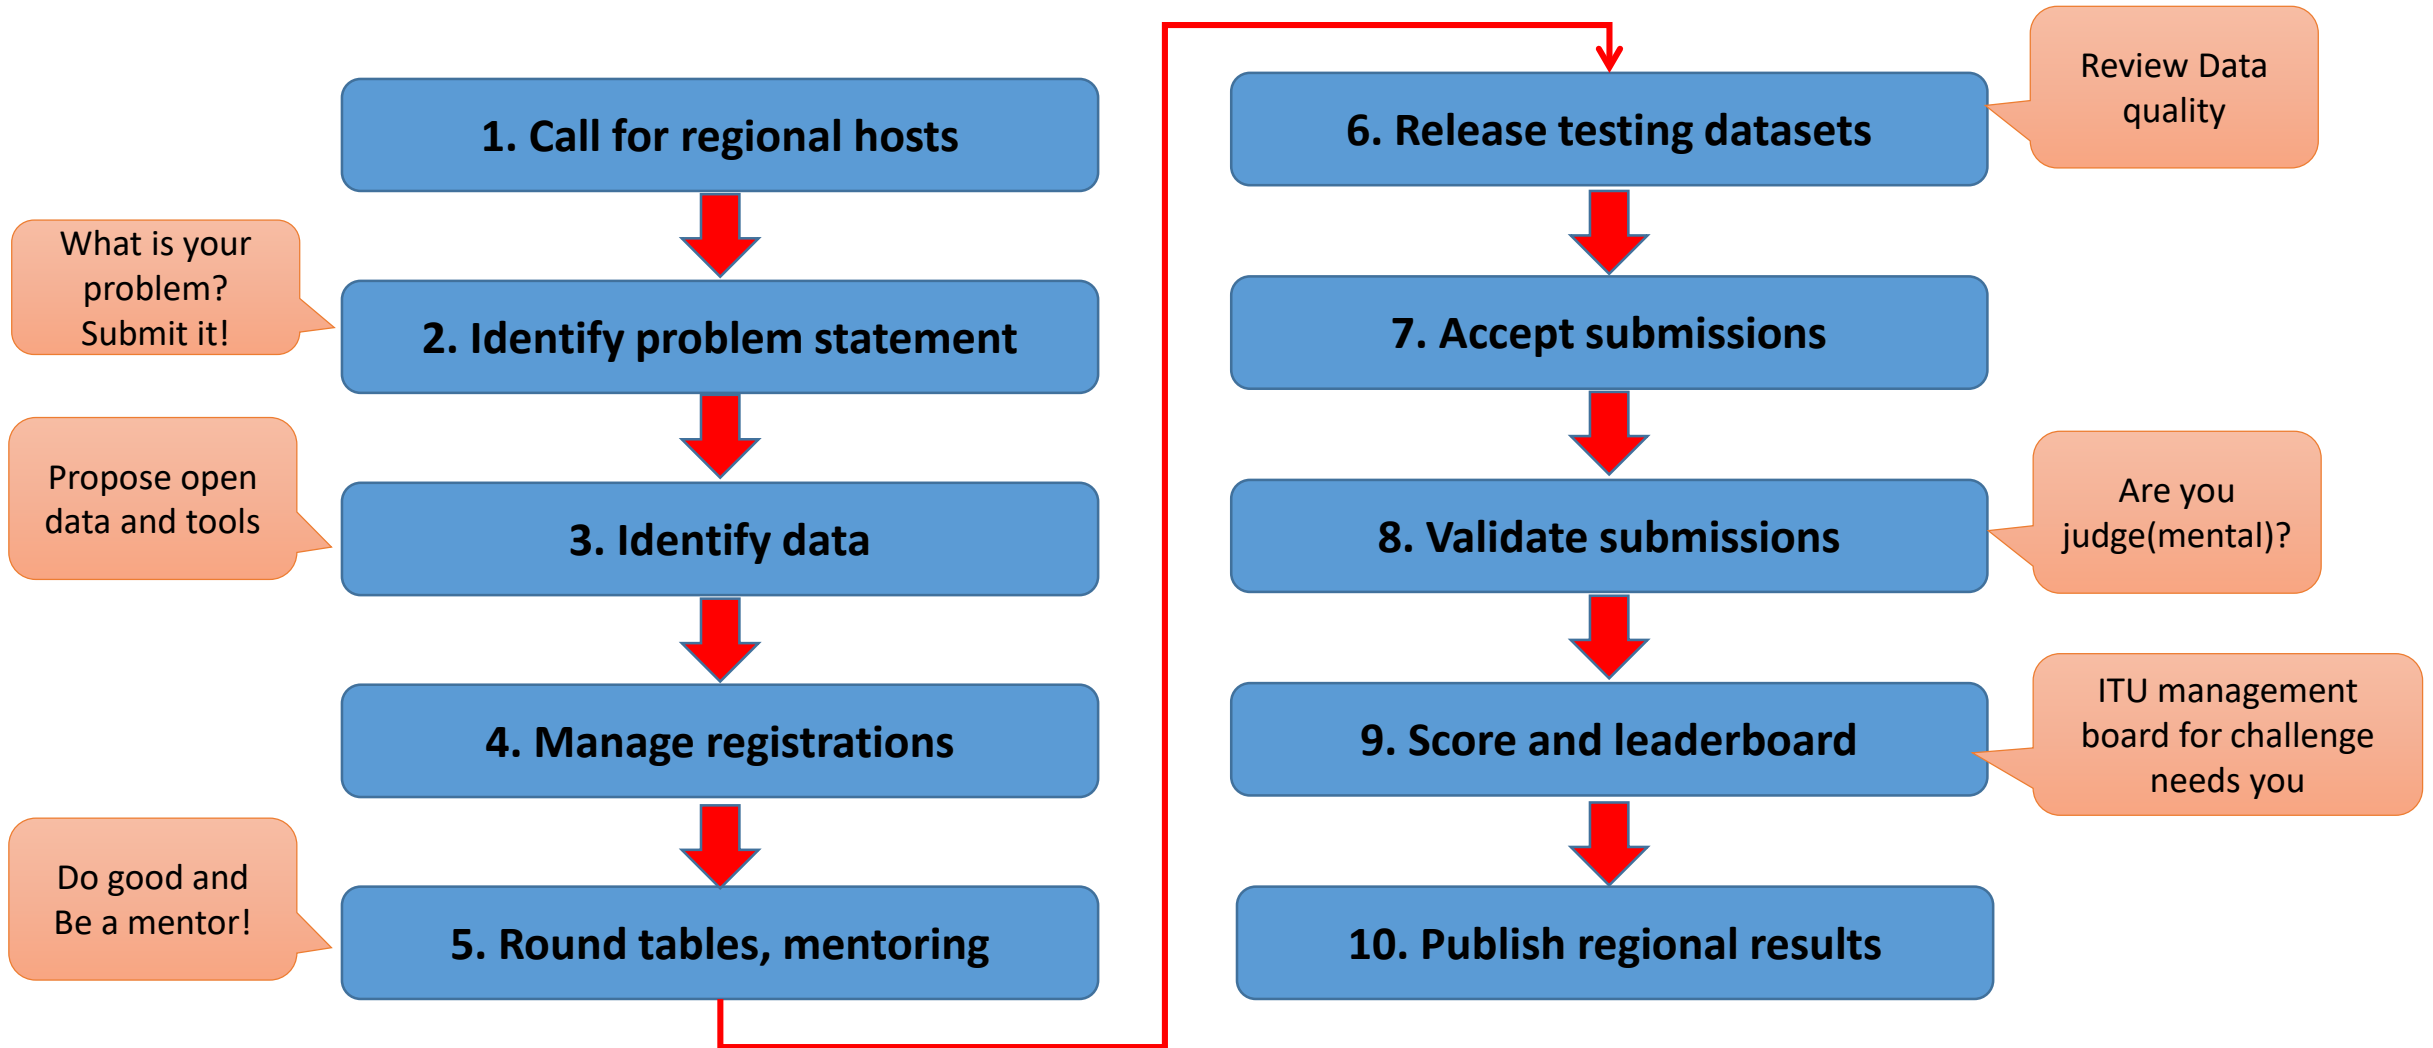 1. Call for regional hosts
What is your
problem?
Submit it!
2. Identify problem statement
Propose open
data and tools
3. Identify data
4. Manage registrations
Do good and
Be a mentor!
5. Round tables, mentoring
Review Data
quality
6. Release testing datasets
7. Accept submissions
Are you
judge(mental)?
8. Validate submissions
ITU management
board for challenge
needs you
9. Score and leaderboard
10. Publish regional results